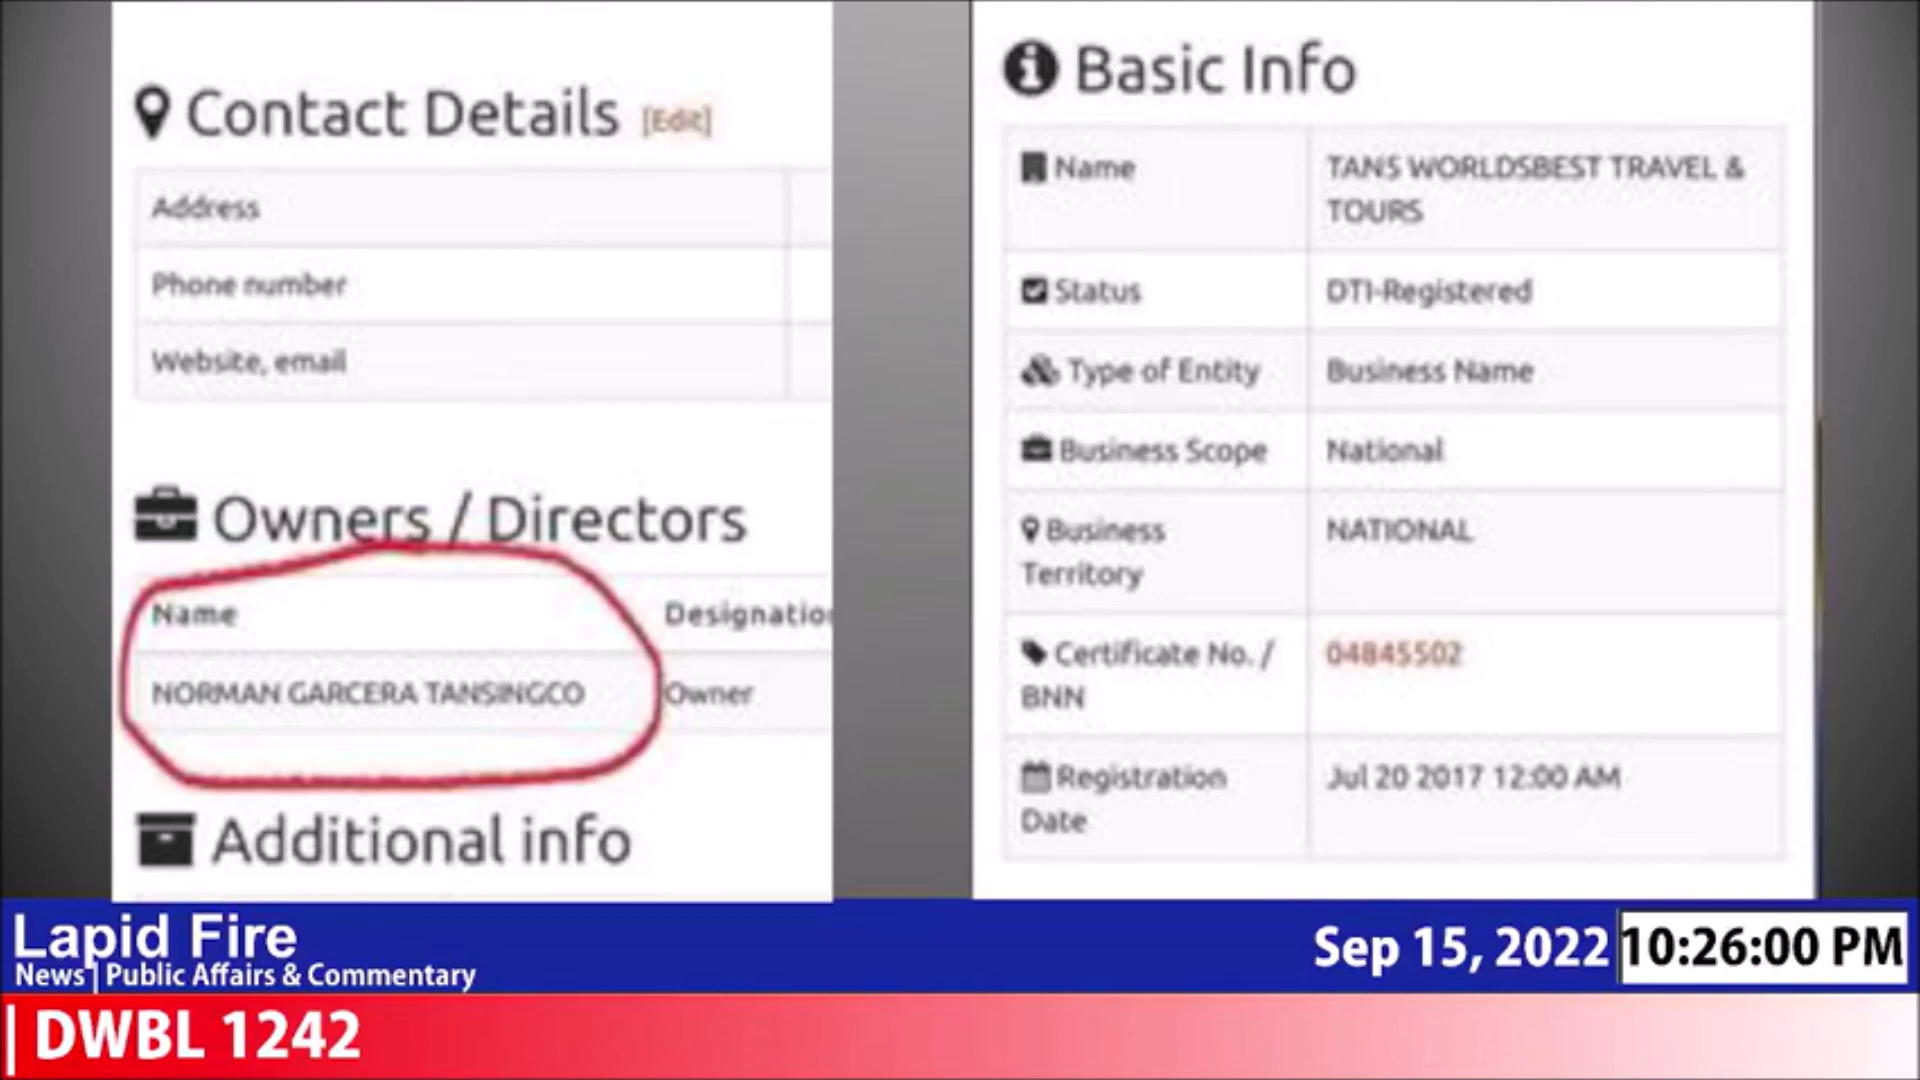 Contact Details [Edit]
Address
Phone number
Website, email
Owners / Directors
Name Designation
NORMAN GARCERA TANSINGCO Owner
Additional info
Basic Info
Name TANS WORLDSBEST TRAVEL &
TOURS
Status DTI-Registered
Type of Entity Business Name
Business Scope National
Business NATIONAL
Territory
Certificate No. / 04845502
BNN
Registration Jul 20 2017 12:00 AM
Date
Lapid Fire
News | Public Affairs & Commentary
Sep 15, 2022 10:26:00 PM
DWBL 1242